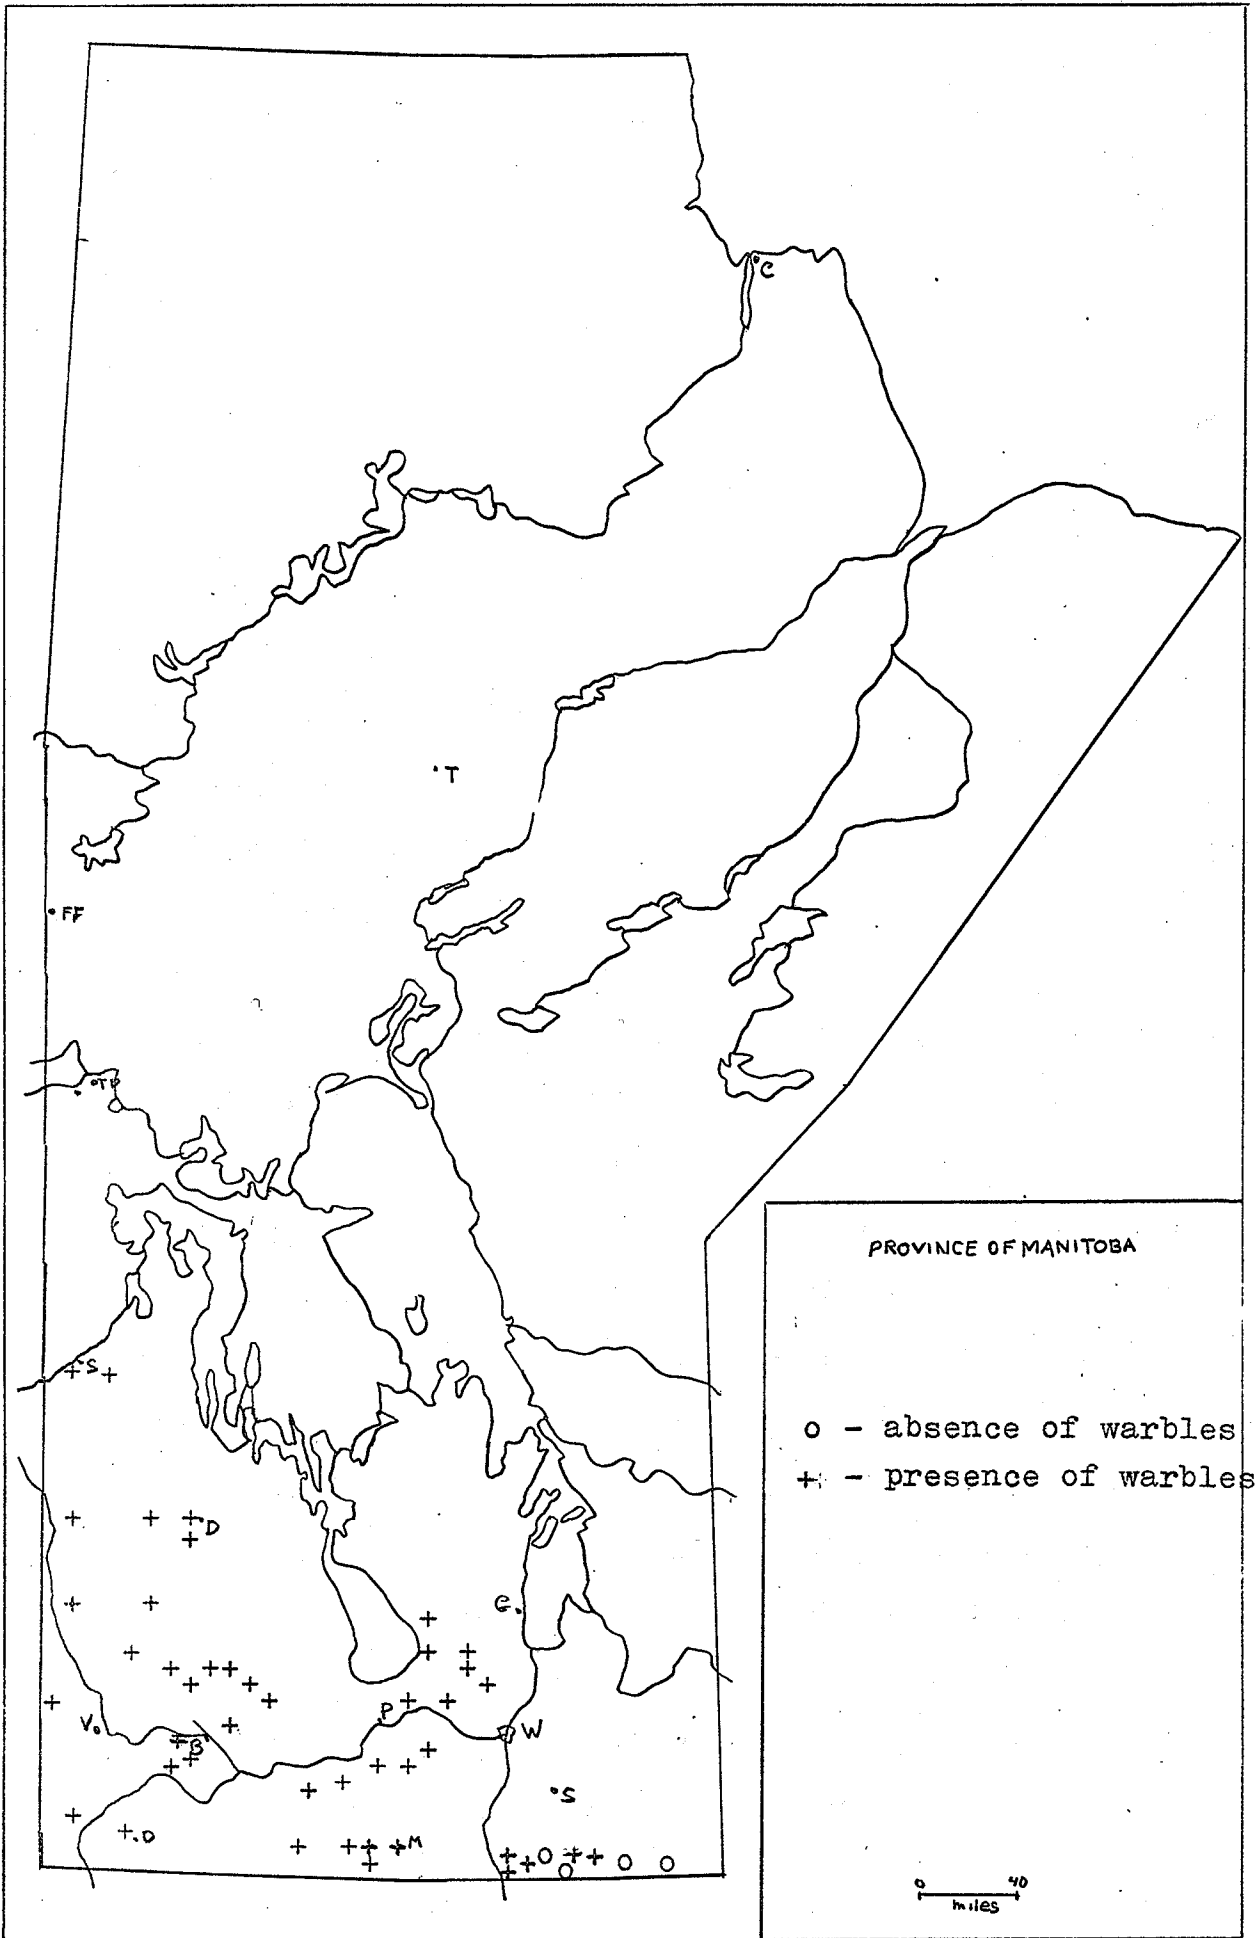 C
T
FF
TP
S
D
G
V
B
P
W
S
D
M
PROVINCE OF MANITOBA
o - absence of warbles
+ - presence of warbles
0 40
miles